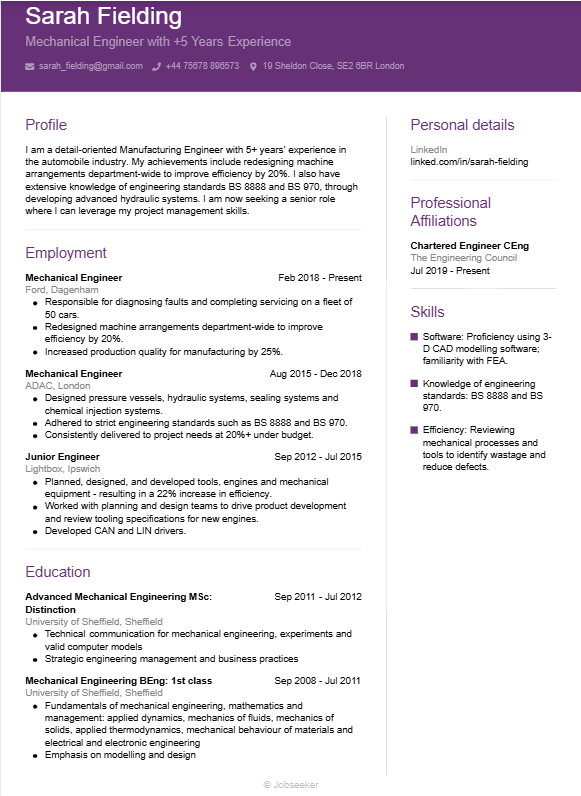 Sarah Fielding
Mechanical Engineer with +5 Years Experience
sarah_fielding@gmail.com +44 75678 896573 19 Sheldon Close, SE2 6BR London
Profile
I am a detail-oriented Manufacturing Engineer with 5+ years' experience in
the automobile industry. My achievements include redesigning machine
arrangements department-wide to improve efficiency by 20%. I also have
extensive knowledge of engineering standards BS 8888 and BS 970, through
developing advanced hydraulic systems. I am now seeking a senior role
where I can leverage my project management skills.
Employment
Mechanical Engineer Feb 2018 - Present
Ford, Dagenham
● Responsible for diagnosing faults and completing servicing on a fleet of
50 cars.
● Redesigned machine arrangements department-wide to improve
efficiency by 20%.
● Increased production quality for manufacturing by 25%.
Mechanical Engineer Aug 2015 - Dec 2018
ADAC, London
● Designed pressure vessels, hydraulic systems, sealing systems and
chemical injection systems.
● Adhered to strict engineering standards such as BS 8888 and BS 970.
● Consistently delivered to project needs at 20%+ under budget.
Junior Engineer Sep 2012 - Jul 2015
Lightbox, Ipswich
● Planned, designed, and developed tools, engines and mechanical
equipment - resulting in a 22% increase in efficiency.
● Worked with planning and design teams to drive product development
and review tooling specifications for new engines.
● Developed CAN and LIN drivers.
Education
Advanced Mechanical Engineering MSc: Sep 2011 - Jul 2012
Distinction
University of Sheffield, Sheffield
● Technical communication for mechanical engineering, experiments and
valid computer models
● Strategic engineering management and business practices
Mechanical Engineering BEng: 1st class Sep 2008 - Jul 2011
University of Sheffield, Sheffield
● Fundamentals of mechanical engineering, mathematics and
management: applied dynamics, mechanics of fluids, mechanics of
solids, applied thermodynamics, mechanical behaviour of materials and
electrical and electronic engineering
● Emphasis on modelling and design
Personal details
LinkedIn
linked.com/in/sarah-fielding
Professional
Affiliations
Chartered Engineer CEng
The Engineering Council
Jul 2019 - Present
Skills
■ Software: Proficiency using 3-
D CAD modelling software;
familiarity with FEA.
■ Knowledge of engineering
standards: BS 8888 and BS
970.
■ Efficiency: Reviewing
mechanical processes and
tools to identify wastage and
reduce defects.
© Jobseeker